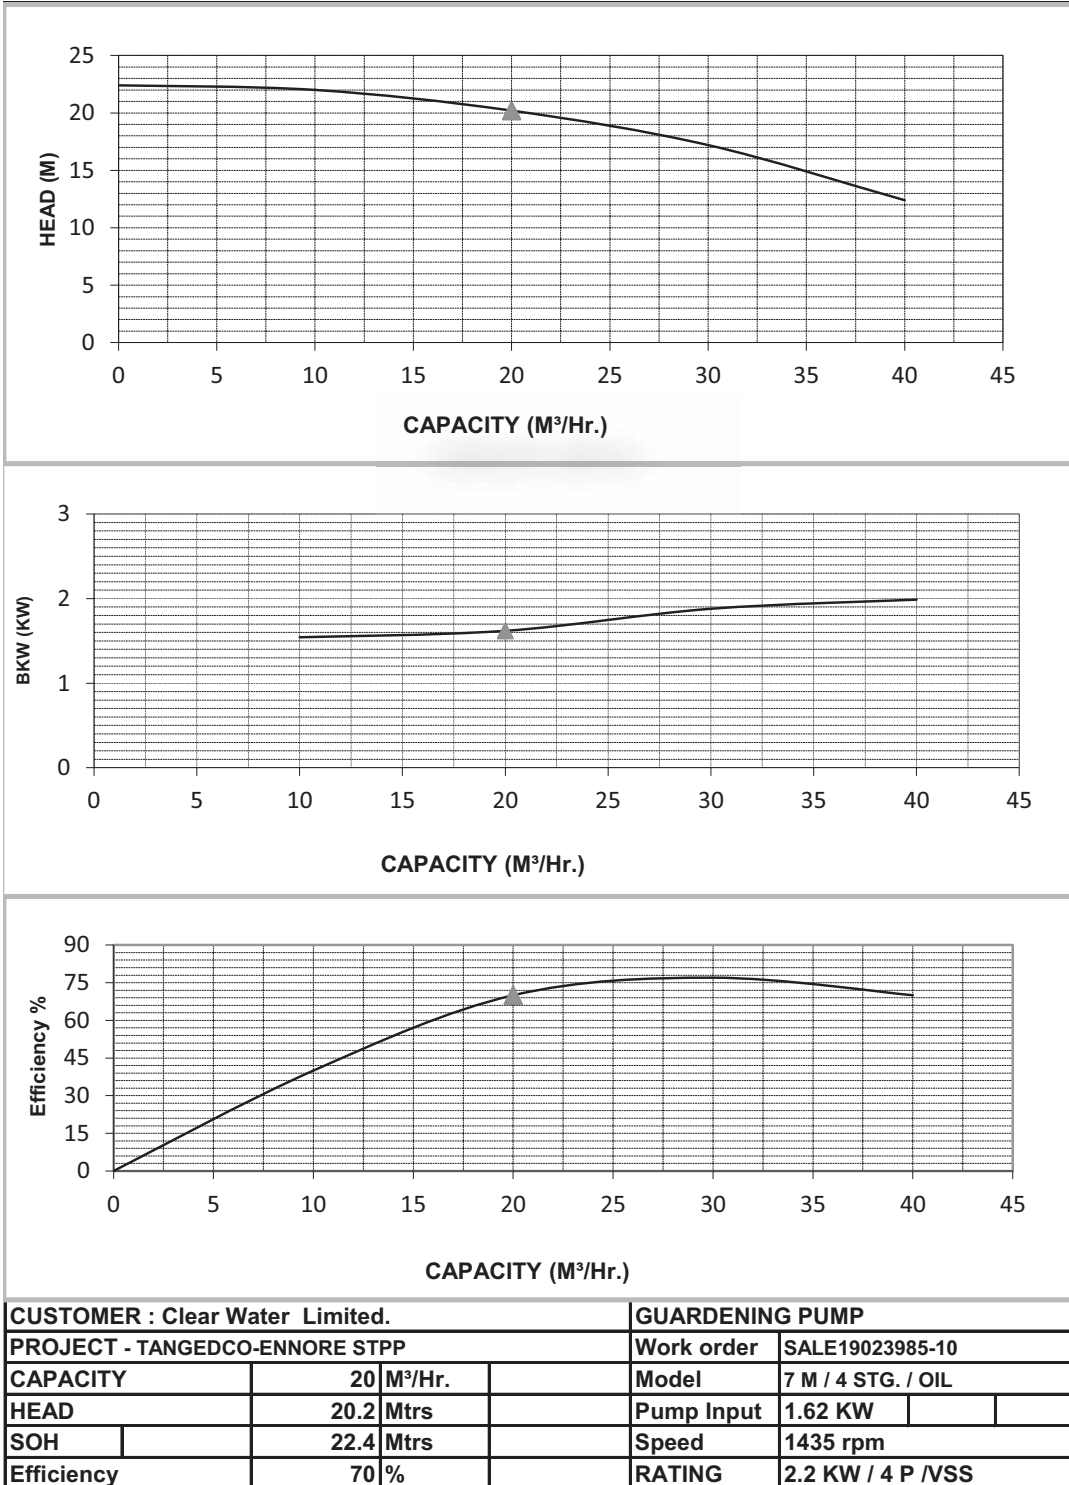 25
20
15
10
5
0
HEAD (M)
0 5 10 15 20 25 30 35 40 45
CAPACITY (M³/Hr.)
3
2
1
0
BKW (KW)
0 5 10 15 20 25 30 35 40 45
CAPACITY (M³/Hr.)
90
75
60
45
30
15
0
Efficiency %
0 5 10 15 20 25 30 35 40 45
CAPACITY (M³/Hr.)
CUSTOMER : Clear Water Limited. GUARDENING PUMP
PROJECT - TANGEDCO-ENNORE STPP Work order SALE19023985-10
CAPACITY 20 M³/Hr. Model 7 M / 4 STG. / OIL
HEAD 20.2 Mtrs Pump Input 1.62 KW
SOH 22.4 Mtrs Speed 1435 rpm
Efficiency 70 % RATING 2.2 KW / 4 P /VSS